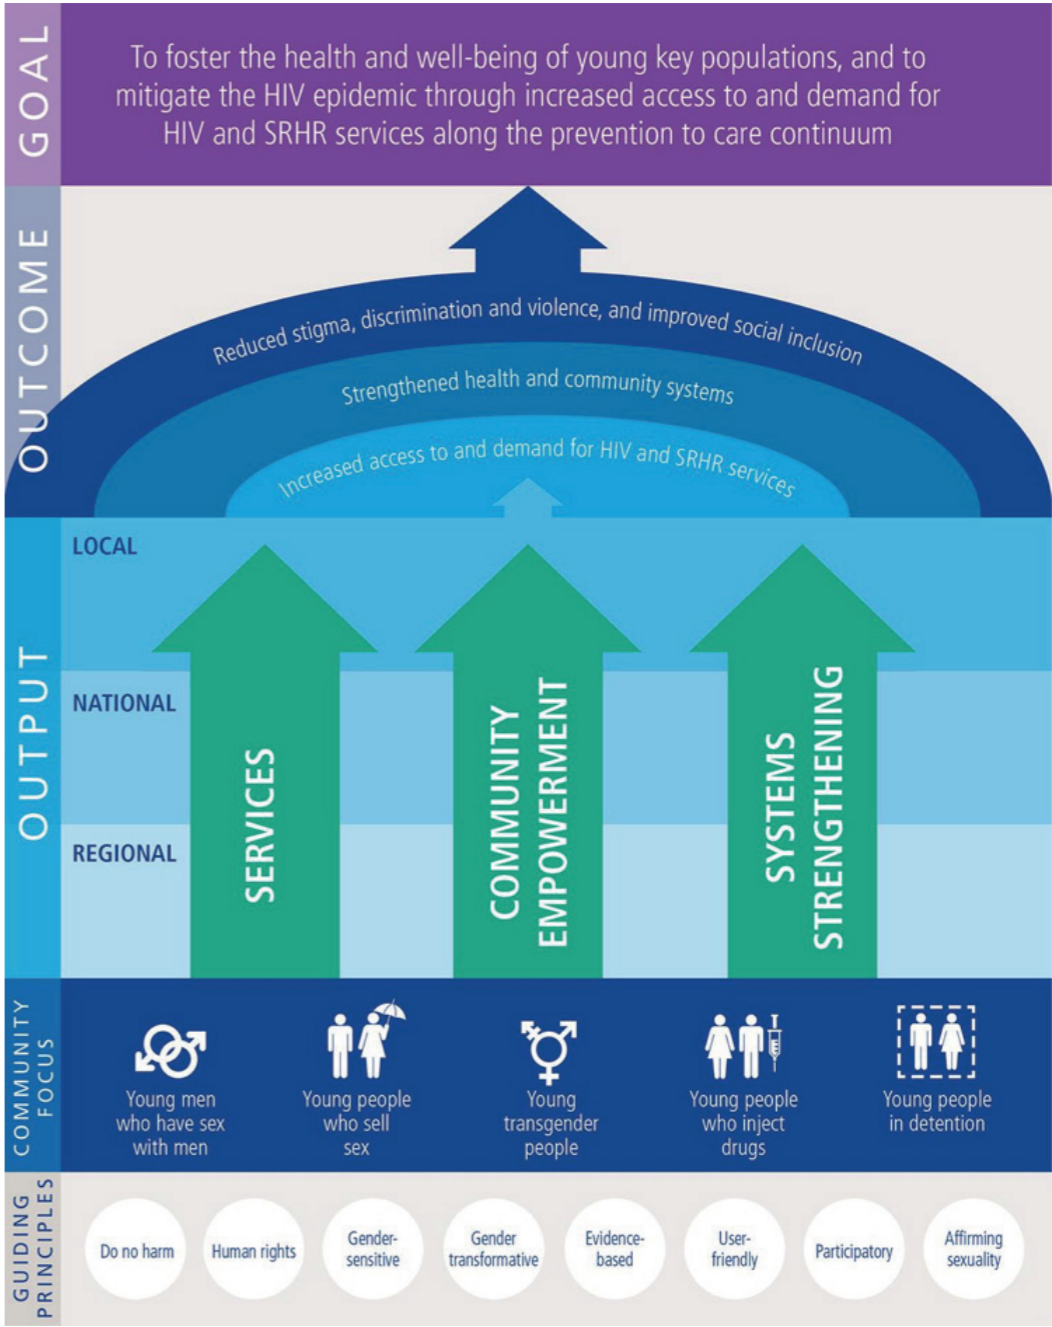 GOAL
To foster the health and well-being of young key populations, and to
mitigate the HIV epidemic through increased access to and demand for
HIV and SRHR services along the prevention to care continuum
OUTCOME
Reduced stigma, discrimination and violence, and improved social inclusion
Strengthened health and community systems
Increased access to and demand for HIV and SRHR services
OUTPUT
LOCAL
NATIONAL
REGIONAL
SERVICES
COMMUNITY
EMPOWERMENT
SYSTEMS
STRENGTHENING
COMMUNITY
FOCUS
Young men
who have sex
with men
Young people
who sell
sex
Young
transgender
people
Young people
who inject
drugs
Young people
in detention
GUIDING
PRINCIPLES
Do no harm
Human rights
Gender-
sensitive
Gender
transformative
Evidence-
based
User-
friendly
Participatory
Affirming
sexuality